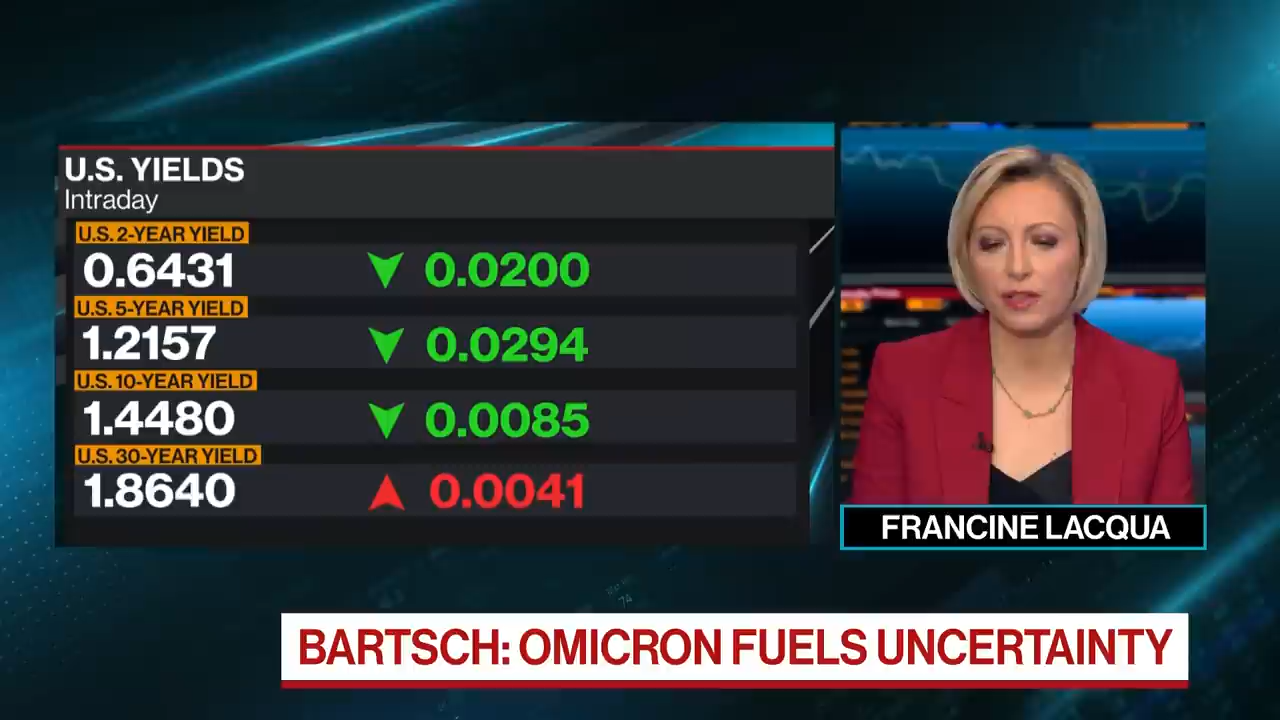 U.S. YIELDS
Intraday
U.S. 2-YEAR YIELD
0.6431 0.0200
U.S. 5-YEAR YIELD
1.2157 0.0294
U.S. 10-YEAR YIELD
1.4480 0.0085
U.S. 30-YEAR YIELD
1.8640 0.0041
FRANCINE LACQUA
BARTSCH: OMICRON FUELS UNCERTAINTY